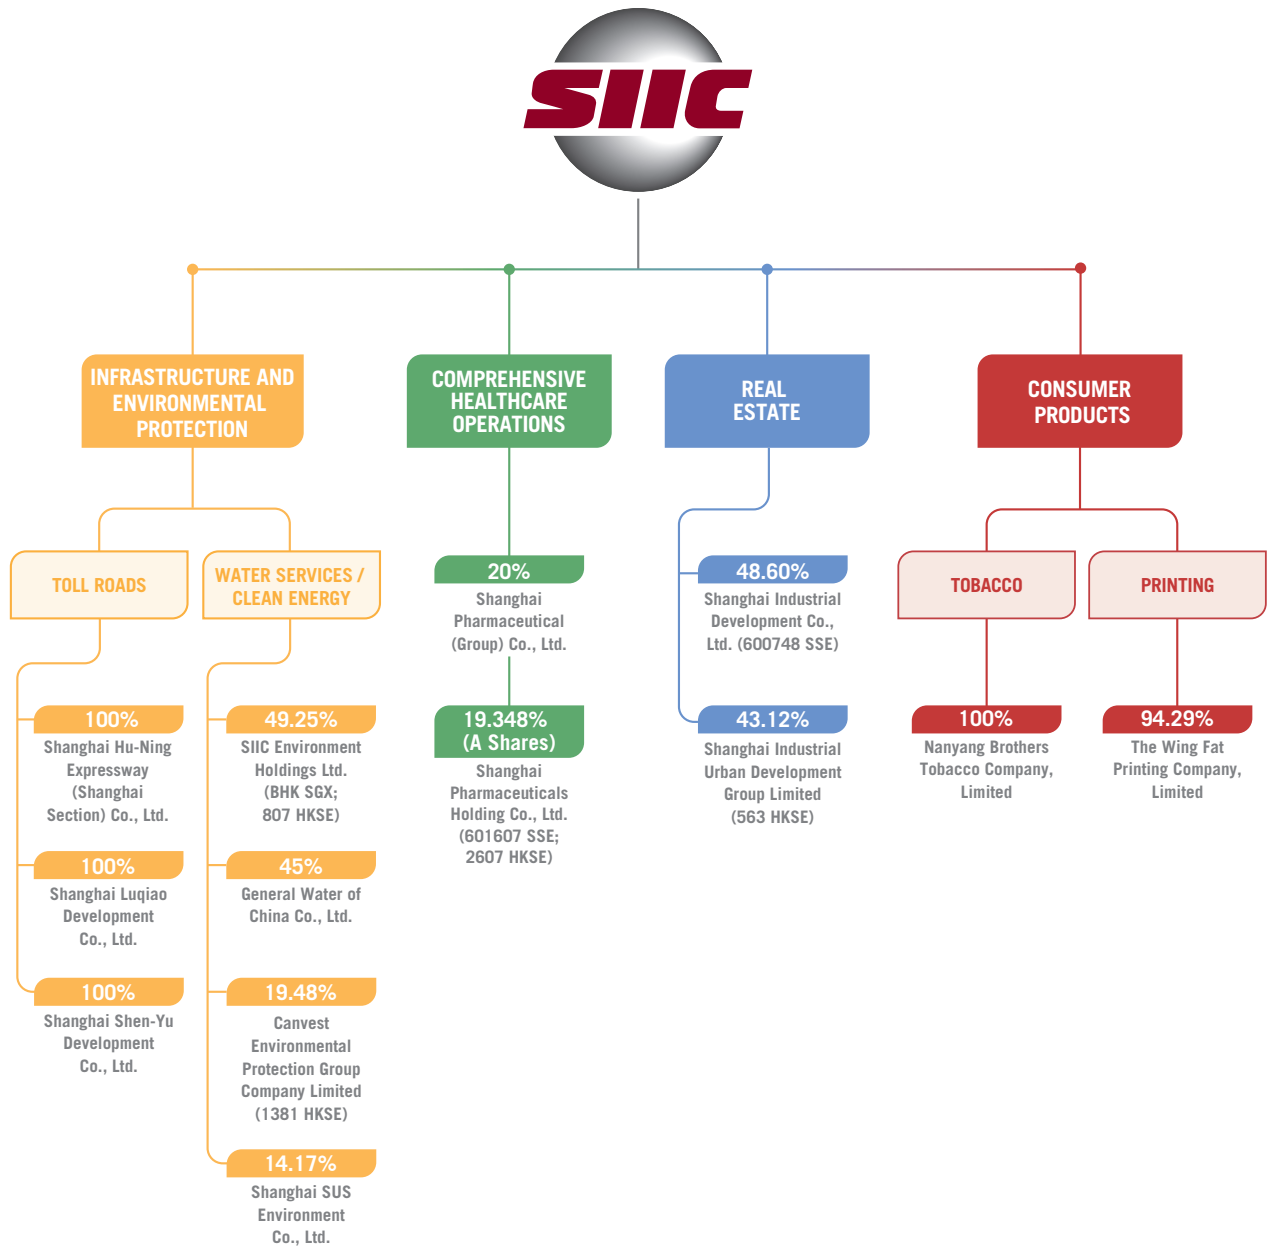 SIIC
INFRASTRUCTURE AND
ENVIRONMENTAL
PROTECTION
TOLL ROADS
100%
Shanghai Hu-Ning
Expressway
(Shanghai
Section) Co., Ltd.
100%
Shanghai Luqiao
Development
Co., Ltd.
100%
Shanghai Shen-Yu
Development
Co., Ltd.
WATER SERVICES /
CLEAN ENERGY
49.25%
SIIC Environment
Holdings Ltd.
(BHK SGX;
807 HKSE)
45%
General Water of
China Co., Ltd.
19.48%
Canvest
Environmental
Protection Group
Company Limited
(1381 HKSE)
14.17%
Shanghai SUS
Environment
Co., Ltd.
COMPREHENSIVE
HEALTHCARE
OPERATIONS
20%
Shanghai
Pharmaceutical
(Group) Co., Ltd.
19.348%
(A Shares)
Shanghai
Pharmaceuticals
Holding Co., Ltd.
(601607 SSE;
2607 HKSE)
REAL
ESTATE
48.60%
Shanghai Industrial
Development Co.,
Ltd. (600748 SSE)
43.12%
Shanghai Industrial
Urban Development
Group Limited
(563 HKSE)
CONSUMER
PRODUCTS
TOBACCO
100%
Nanyang Brothers
Tobacco Company,
Limited
PRINTING
94.29%
The Wing Fat
Printing Company,
Limited